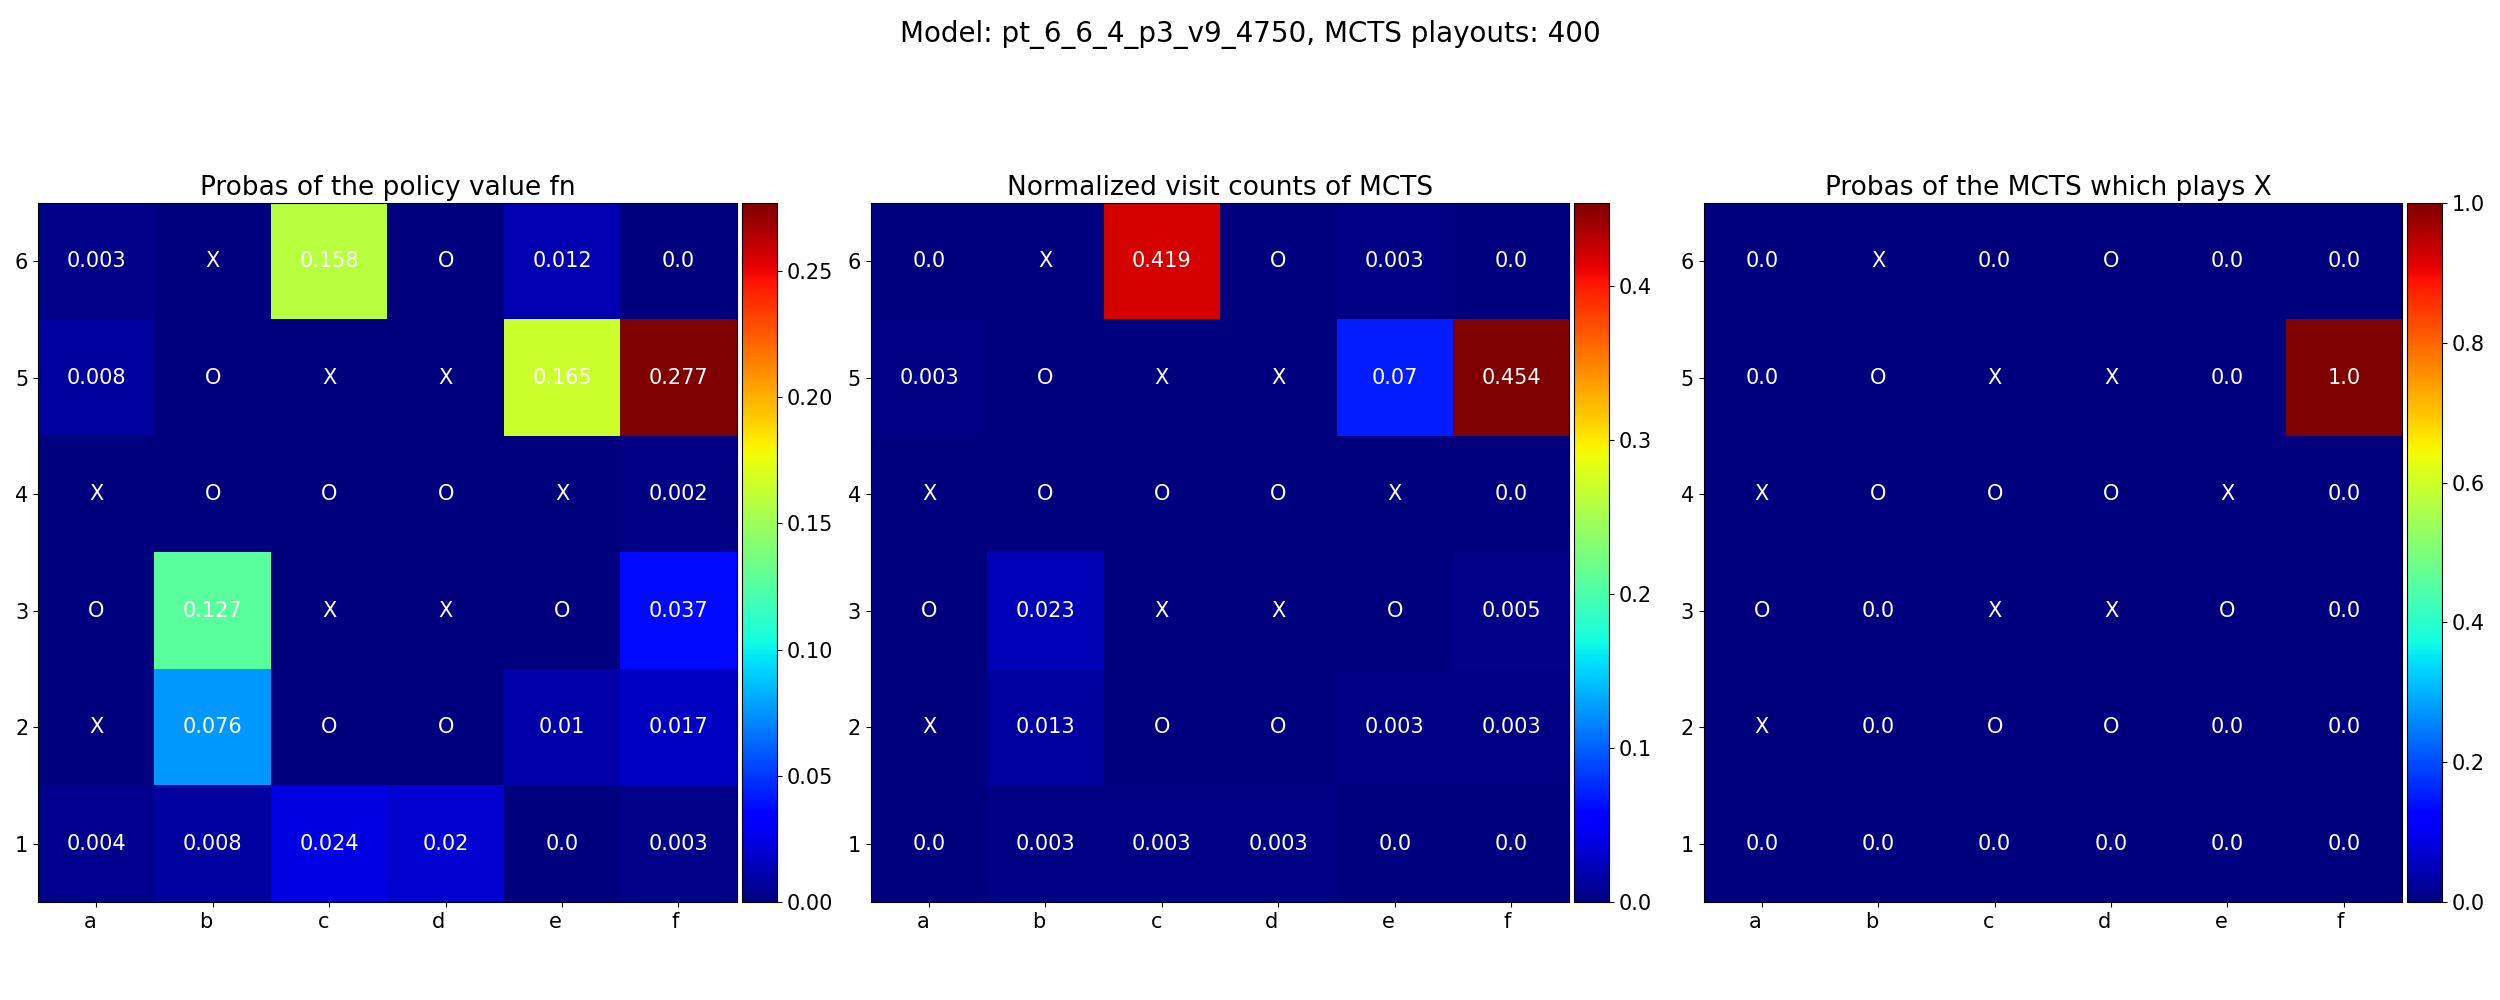 Model: pt_6_6_4_p3_v9_4750, MCTS playouts: 400
Probas of the policy value fn
6 0.003 X 0.158 O 0.012 0.0
5 0.008 O X X 0.165 0.277
4 X O O O X 0.002
3 O 0.127 X X O 0.037
2 X 0.076 O O 0.01 0.017
1 0.004 0.008 0.024 0.02 0.0 0.003
a b c d e f
0.25
0.20
0.15
0.10
0.05
0.00
Normalized visit counts of MCTS
6 0.0 X 0.419 O 0.003 0.0
5 0.003 O X X 0.07 0.454
4 X O O O X 0.0
3 O 0.023 X X O 0.005
2 X 0.013 O O 0.003 0.003
1 0.0 0.003 0.003 0.003 0.0 0.0
a b c d e f
0.4
0.3
0.2
0.1
0.0
Probas of the MCTS which plays X
6 0.0 X 0.0 O 0.0 0.0
5 0.0 O X X 0.0 1.0
4 X O O O X 0.0
3 O 0.0 X X O 0.0
2 X 0.0 O O 0.0 0.0
1 0.0 0.0 0.0 0.0 0.0 0.0
a b c d e f
1.0
0.8
0.6
0.4
0.2
0.0